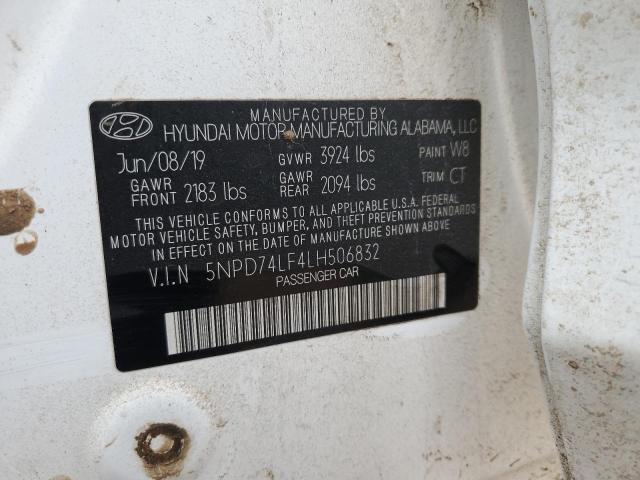 MANUFACTURED BY
HYUNDAI MOTOR MANUFACTURING ALABAMA, LLC
Jun/08/19 GVWR 3924 lbs PAINT W8
GAWR FRONT 2183 lbs GAWR REAR 2094 lbs TRIM CT
THIS VEHICLE CONFORMS TO ALL APPLICABLE U.S.A. FEDERAL
MOTOR VEHICLE SAFETY, BUMPER, AND THEFT PREVENTION STANDARDS
IN EFFECT ON THE DATE OF MANUFACTURE SHOWN ABOVE.
V.I.N 5NPD74LF4LH506832
PASSENGER CAR